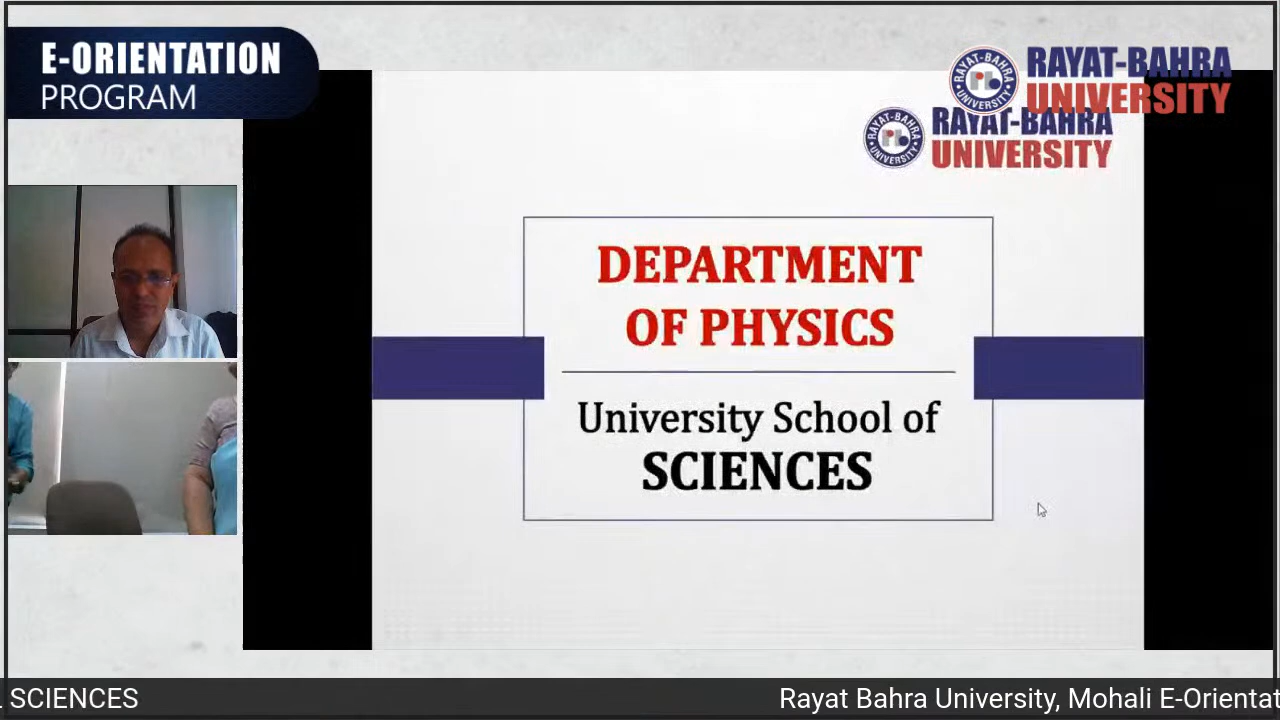 E-ORIENTATION
PROGRAM
RAYAT-BAHRA
UNIVERSITY
RAYAT-BAHRA
UNIVERSITY
DEPARTMENT
OF PHYSICS
University School of
SCIENCES
SCIENCES
Rayat Bahra University, Mohali E-Orientat